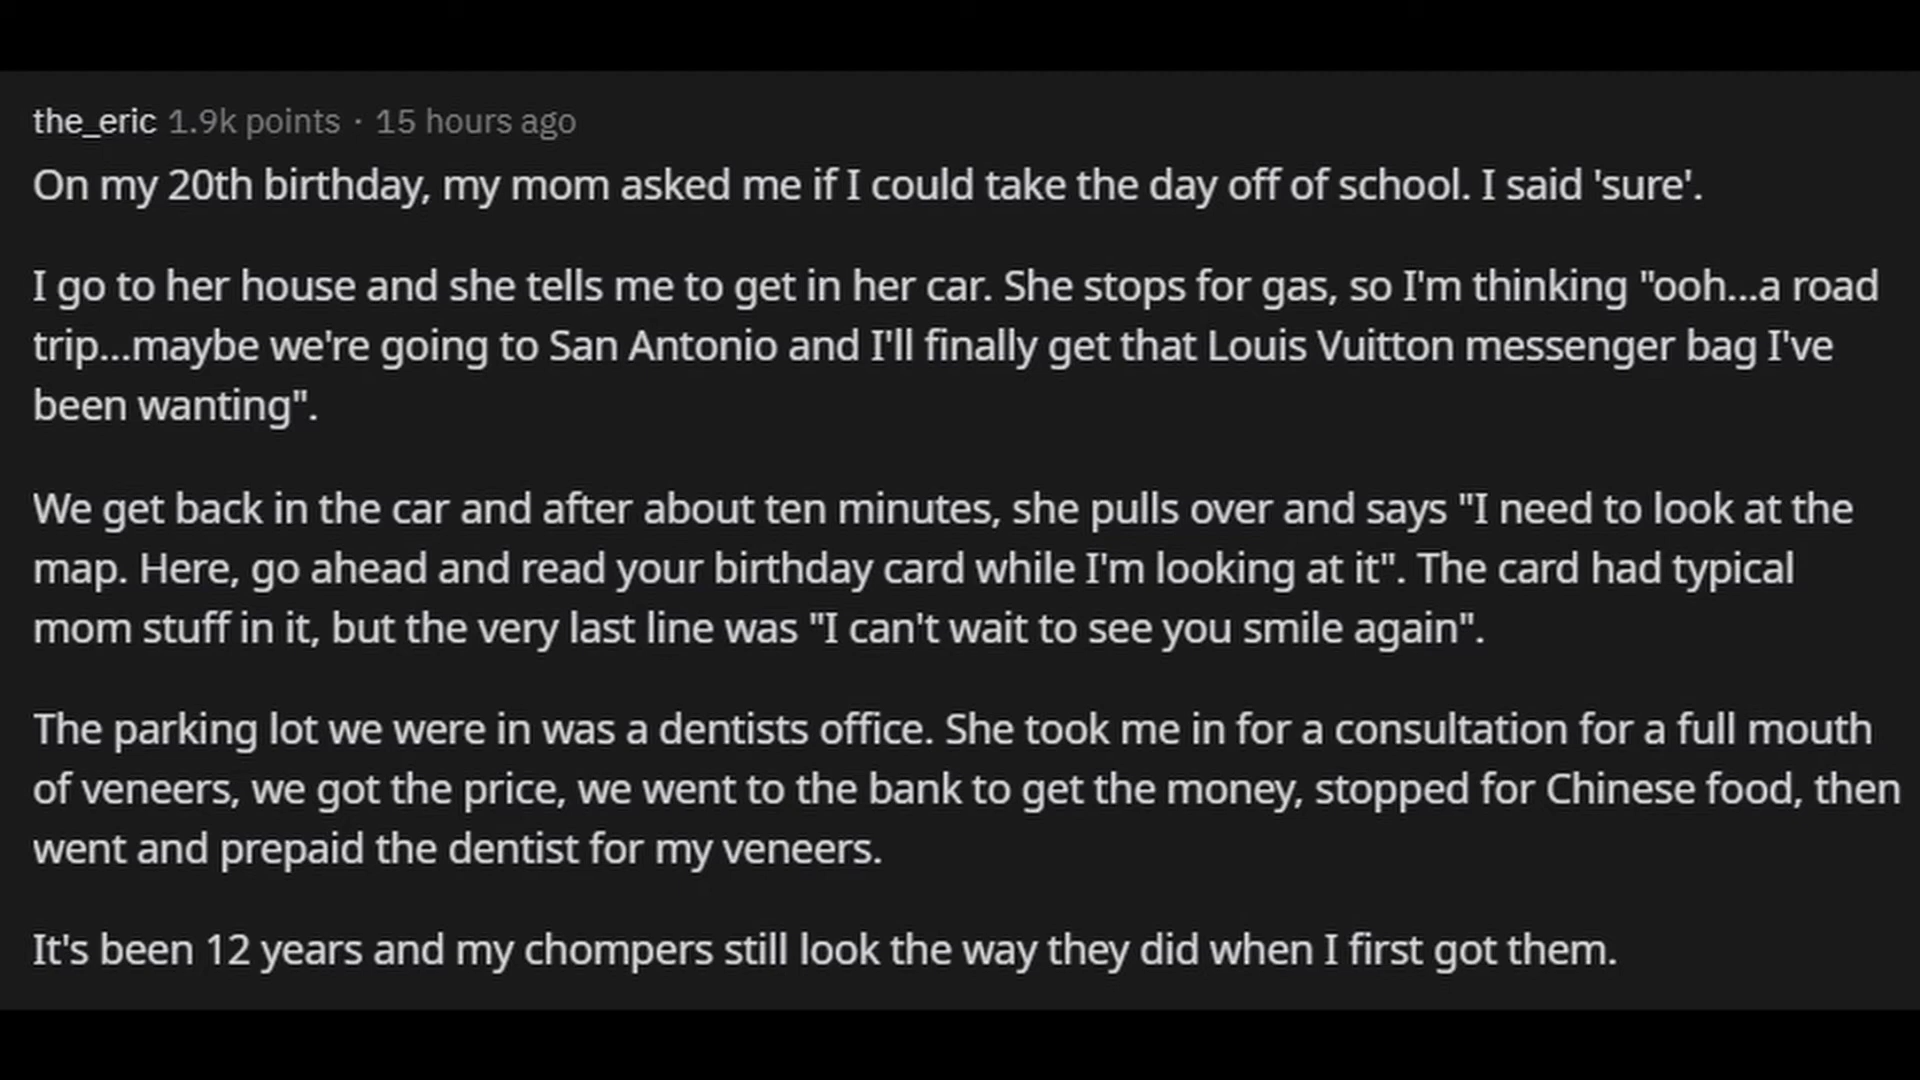 the_eric 1.9k points · 15 hours ago
On my 20th birthday, my mom asked me if I could take the day off of school. I said 'sure'.
I go to her house and she tells me to get in her car. She stops for gas, so I'm thinking "ooh...a road
trip...maybe we're going to San Antonio and I'll finally get that Louis Vuitton messenger bag I've
been wanting".
We get back in the car and after about ten minutes, she pulls over and says "I need to look at the
map. Here, go ahead and read your birthday card while I'm looking at it". The card had typical
mom stuff in it, but the very last line was "I can't wait to see you smile again".
The parking lot we were in was a dentists office. She took me in for a consultation for a full mouth
of veneers, we got the price, we went to the bank to get the money, stopped for Chinese food, then
went and prepaid the dentist for my veneers.
It's been 12 years and my chompers still look the way they did when I first got them.